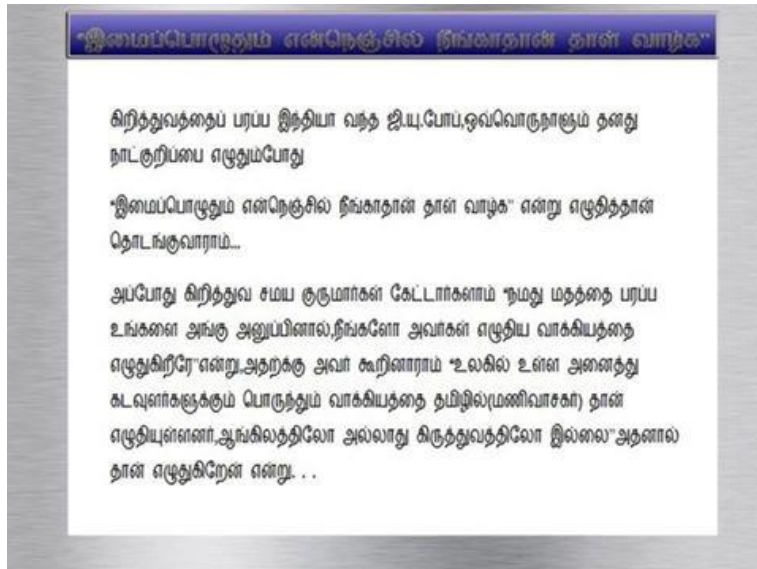 "இமைப்பொழுதும் என்நெஞ்சில் நீங்காதான் தாள் வாழ்க"
கிறித்துவத்தைப் பரப்ப இந்தியா வந்த ஜி.யு.போப்,ஒவ்வொருநாளும் தனது
நாட்குறிப்பை எழுதும்போது
"இமைப்பொழுதும் என்நெஞ்சில் நீங்காதான் தாள் வாழ்க" என்று எழுதித்தான்
தொடங்குவாராம்...
அப்போது கிறித்துவ சமய குருமார்கள் கேட்டார்களாம் "நமது மதத்தை பரப்ப
உங்களை அங்கு அனுப்பினால்,நீங்களோ அவர்கள் எழுதிய வாக்கியத்தை
எழுதுகிறீரே"என்று,அதற்க்கு அவர் கூறினாராம் "உலகில் உள்ள அனைத்து
கடவுளர்களுக்கும் பொருந்தும் வாக்கியத்தை தமிழில்(மணிவாசகர்) தான்
எழுதியுள்ளனர்,ஆங்கிலத்திலோ அல்லாது கிருத்துவத்திலோ இல்லை"அதனால்
தான் எழுதுகிறேன் என்று. . .